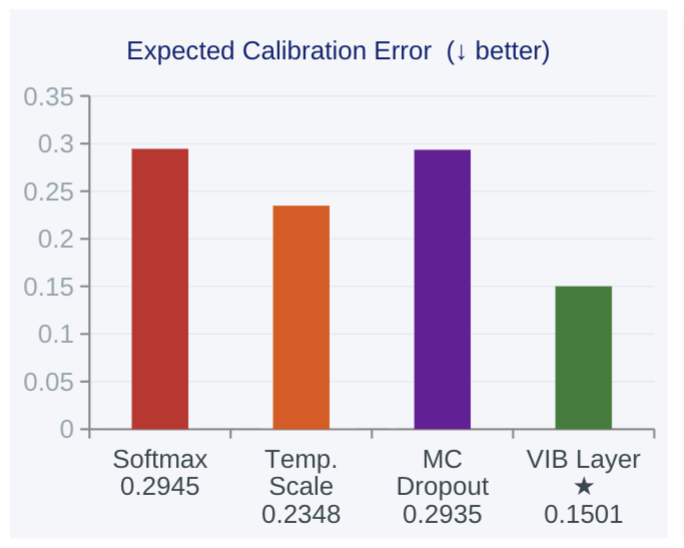 Expected Calibration Error (↓ better)
0.35
0.3
0.25
0.2
0.15
0.1
0.05
0
Softmax
0.2945
Temp.
Scale
0.2348
MC
Dropout
0.2935
VIB Layer
★
0.1501